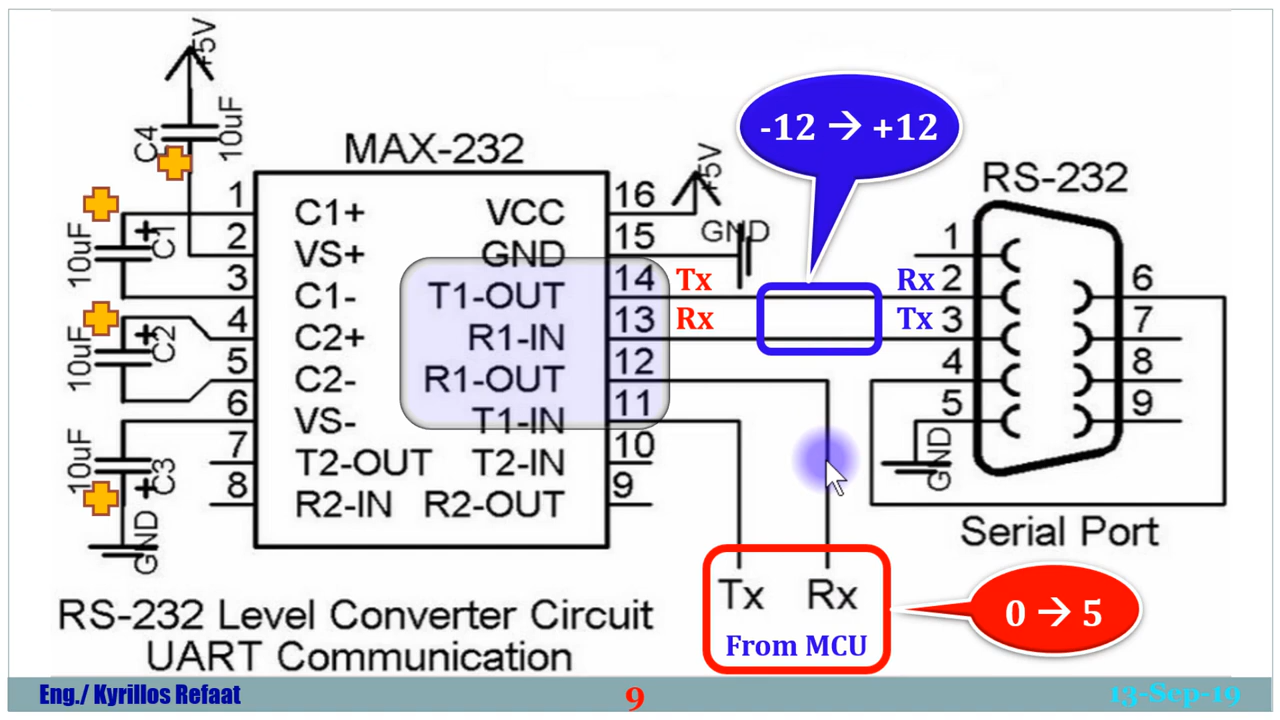 +5V
C4
10uF
MAX-232
-12 → +12
RS-232
1
C1+
VCC
16
+5V
10uF
+
C1
2
VS+
GND
15
GND
1
3
C1-
T1-OUT
14
Tx
Rx
2
6
4
C2+
R1-IN
13
Rx
Tx
3
7
10uF
+
C2
5
C2-
R1-OUT
12
4
8
6
VS-
T1-IN
11
5
9
GND
7
T2-OUT
T2-IN
10
10uF
+
C3
8
R2-IN
R2-OUT
9
GND
Serial Port
Tx
Rx
From MCU
0 → 5
RS-232 Level Converter Circuit
UART Communication
Eng./ Kyrillos Refaat
9
13-Sep-19